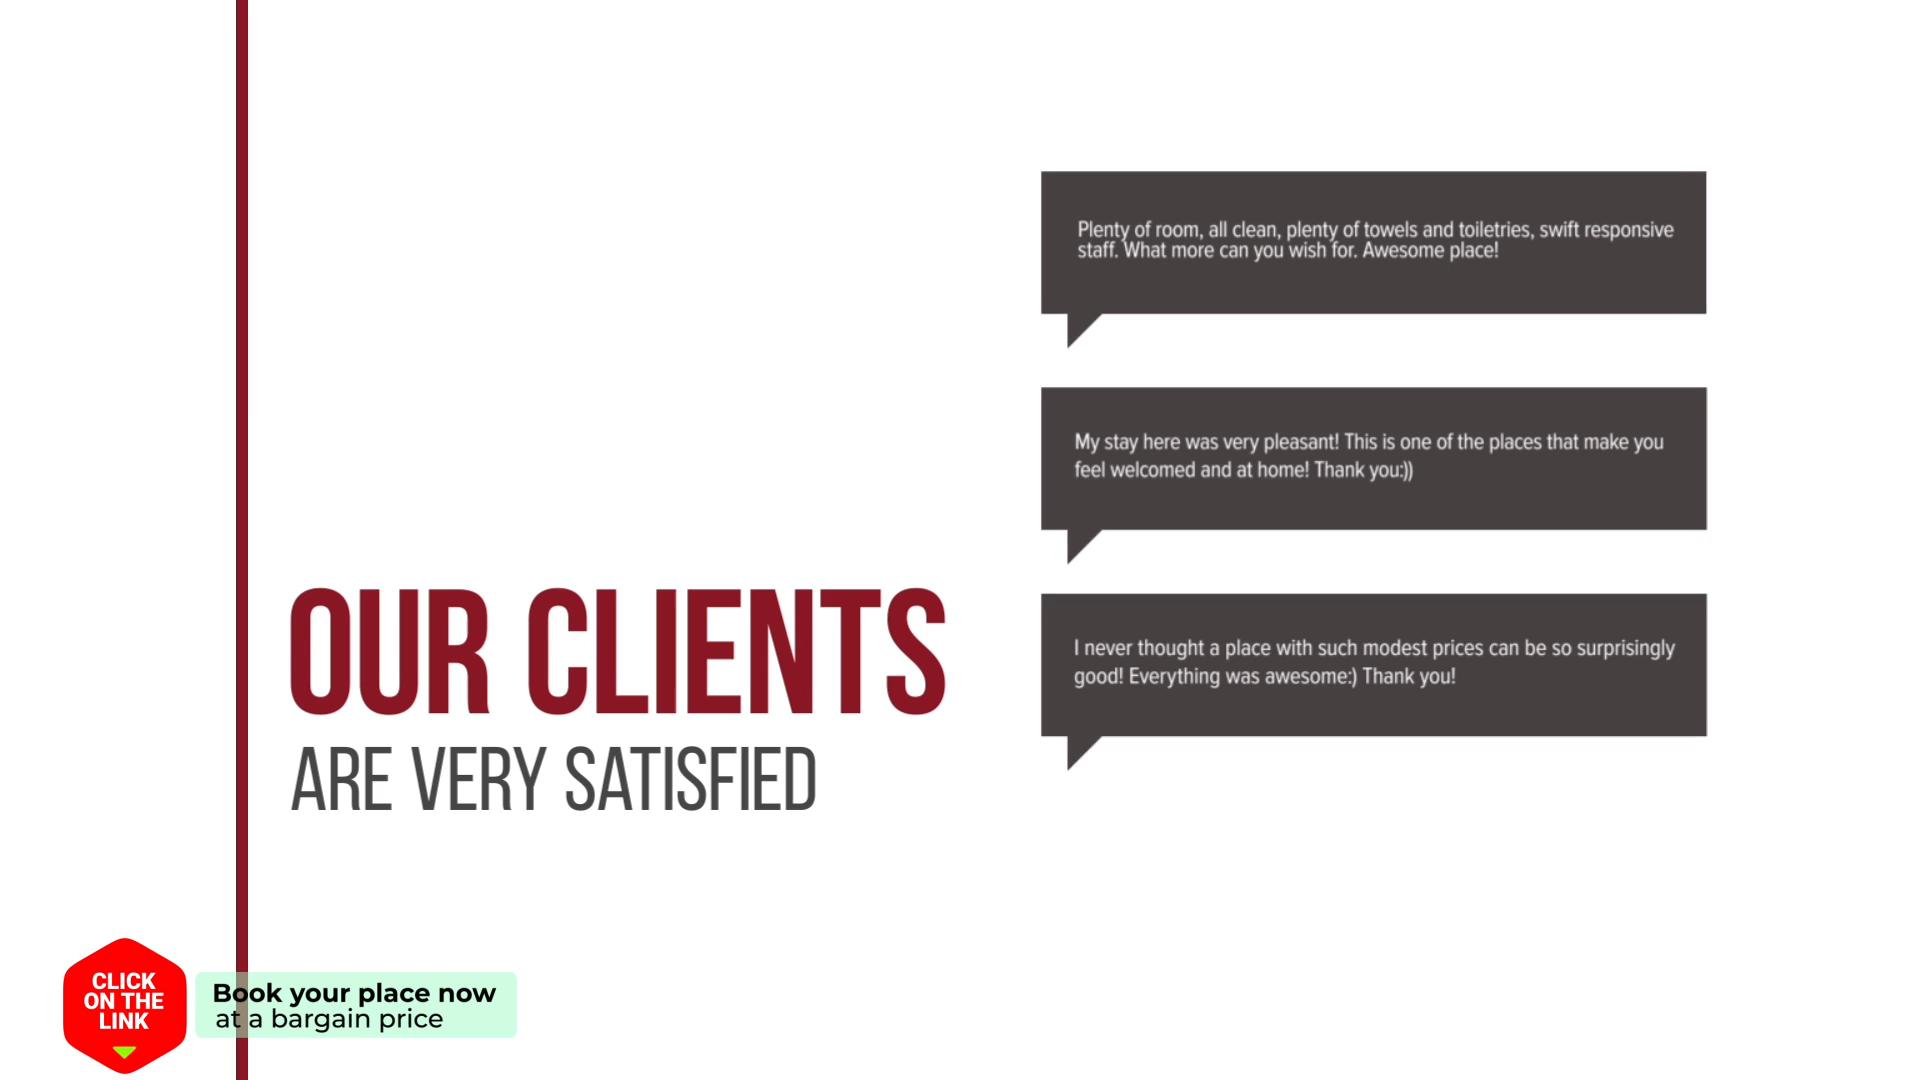 Plenty of room, all clean, plenty of towels and toiletries, swift responsive
staff. What more can you wish for. Awesome place!
My stay here was very pleasant! This is one of the places that make you
feel welcomed and at home! Thank you:))
I never thought a place with such modest prices can be so surprisingly
good! Everything was awesome:) Thank you!
OUR CLIENTS
ARE VERY SATISFIED
CLICK
ON THE
LINK
Book your place now
at a bargain price